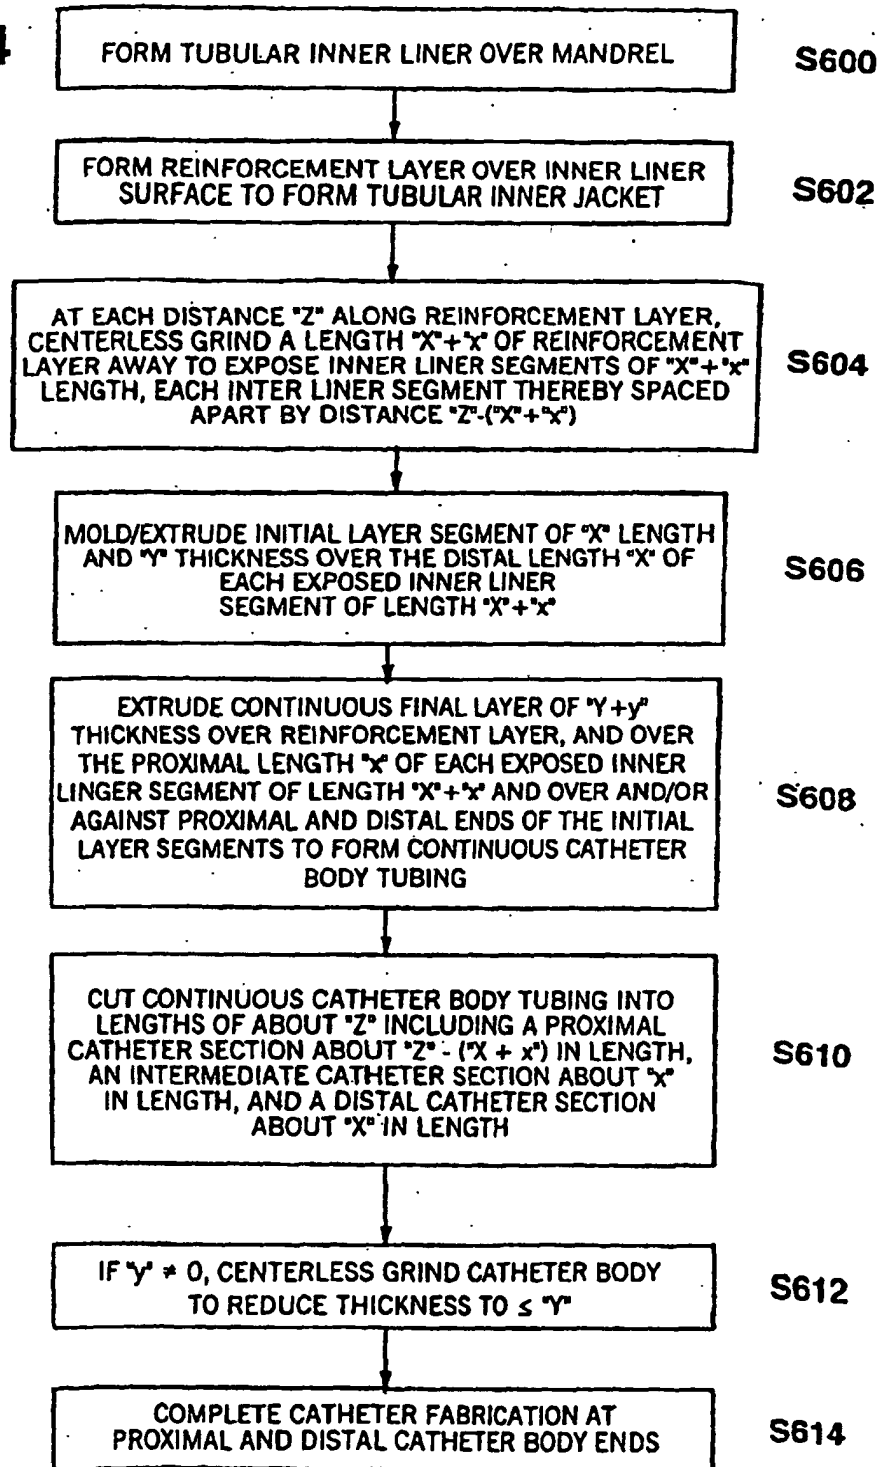 4
FORM TUBULAR INNER LINER OVER MANDREL
S600
FORM REINFORCEMENT LAYER OVER INNER LINER
SURFACE TO FORM TUBULAR INNER JACKET
S602
AT EACH DISTANCE "Z" ALONG REINFORCEMENT LAYER,
CENTERLESS GRIND A LENGTH "X"+"x" OF REINFORCEMENT
LAYER AWAY TO EXPOSE INNER LINER SEGMENTS OF "X"+"x"
LENGTH, EACH INTER LINER SEGMENT THEREBY SPACED
APART BY DISTANCE "Z"-("X"+"x")
S604
MOLD/EXTRUDE INITIAL LAYER SEGMENT OF "X" LENGTH
AND "Y" THICKNESS OVER THE DISTAL LENGTH "X" OF
EACH EXPOSED INNER LINER
SEGMENT OF LENGTH "X"+"x"
S606
EXTRUDE CONTINUOUS FINAL LAYER OF "Y+y"
THICKNESS OVER REINFORCEMENT LAYER, AND OVER
THE PROXIMAL LENGTH "x" OF EACH EXPOSED INNER
LINGER SEGMENT OF LENGTH "X"+"x" AND OVER AND/OR
AGAINST PROXIMAL AND DISTAL ENDS OF THE INITIAL
LAYER SEGMENTS TO FORM CONTINUOUS CATHETER
BODY TUBING
S608
CUT CONTINUOUS CATHETER BODY TUBING INTO
LENGTHS OF ABOUT "Z" INCLUDING A PROXIMAL
CATHETER SECTION ABOUT "Z" - ("X + x") IN LENGTH,
AN INTERMEDIATE CATHETER SECTION ABOUT "x"
IN LENGTH, AND A DISTAL CATHETER SECTION
ABOUT "X" IN LENGTH
S610
IF "y" ≠ 0, CENTERLESS GRIND CATHETER BODY
TO REDUCE THICKNESS TO ≤ "Y"
S612
COMPLETE CATHETER FABRICATION AT
PROXIMAL AND DISTAL CATHETER BODY ENDS
S614